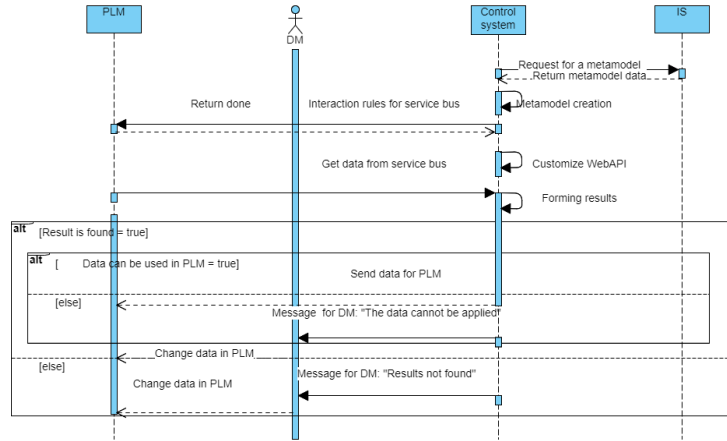 PLM
DM
Control
system
IS
Request for a metamodel
Return metamodel data
Return done
Interaction rules for service bus
Metamodel creation
Get data from service bus
Customize WebAPI
Forming results
alt
[Result is found = true]
alt
[ Data can be used in PLM = true]
Send data for PLM
[else]
Message for DM: "The data cannot be applied"
Change data in PLM
[else]
Message for DM: "Results not found"
Change data in PLM